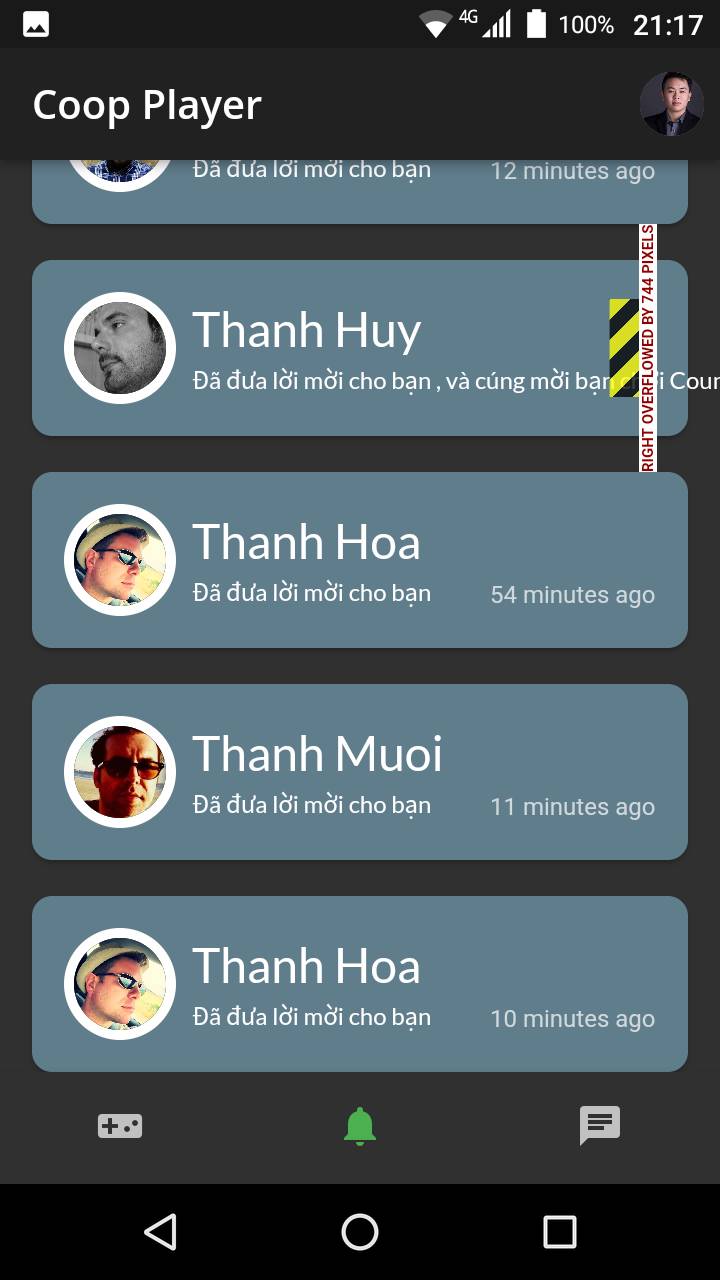 4G 100% 21:17
Coop Player
Đã đưa lời mời cho bạn 12 minutes ago
Thanh Huy
Đã đưa lời mời cho bạn , và cúng mời bạn chơi Coun
RIGHT OVERFLOWED BY 744 PIXELS
Thanh Hoa
Đã đưa lời mời cho bạn 54 minutes ago
Thanh Muoi
Đã đưa lời mời cho bạn 11 minutes ago
Thanh Hoa
Đã đưa lời mời cho bạn 10 minutes ago